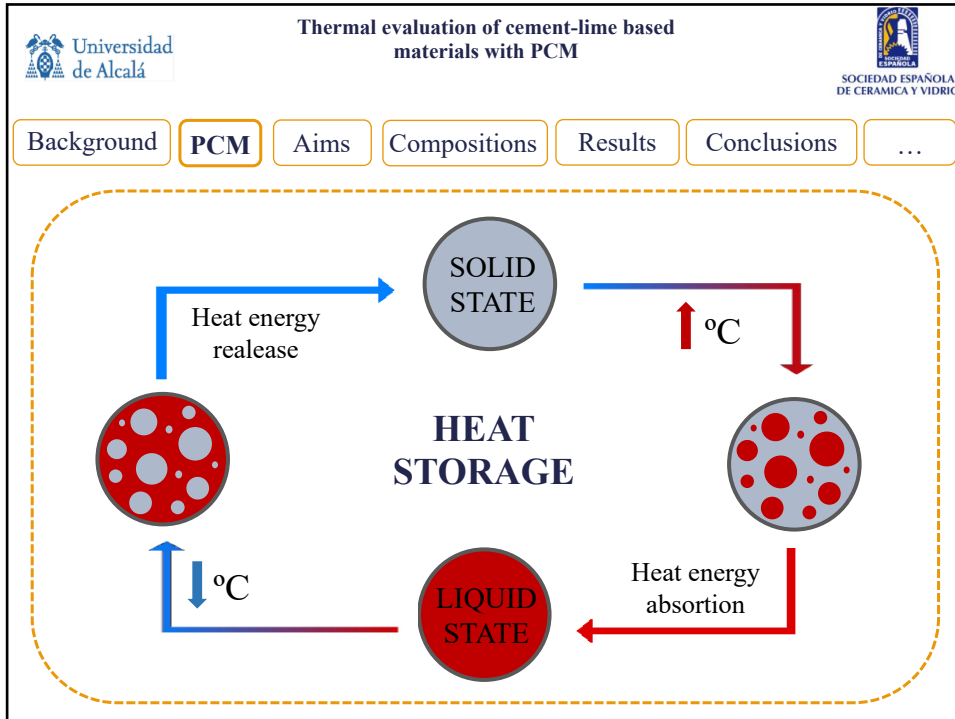 Thermal evaluation of cement-lime based
materials with PCM
Universidad
de Alcalá
SOCIEDAD ESPAÑOLA
DE CERAMICA Y VIDRIO
Background
PCM
Aims
Compositions
Results
Conclusions
…
SOLID
STATE
Heat energy
realease
ºC
HEAT
STORAGE
ºC
LIQUID
STATE
Heat energy
absortion